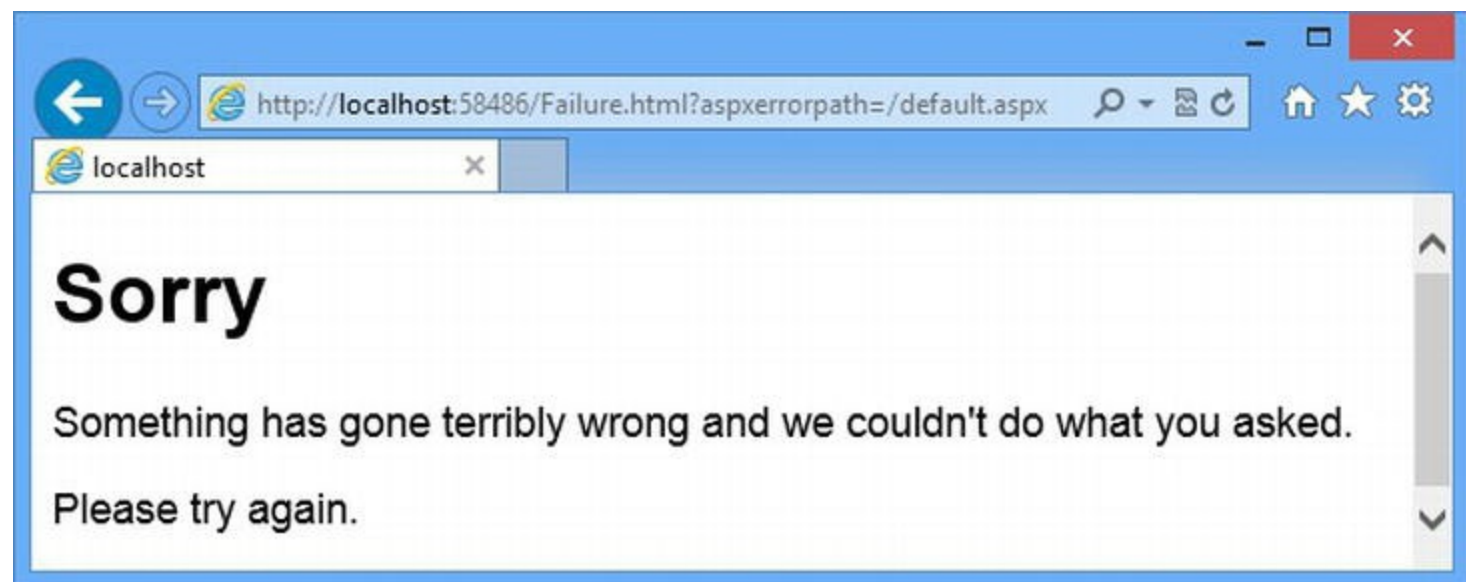 http://localhost:58486/Failure.html?aspxerrorpath=/default.aspx
localhost
Sorry
Something has gone terribly wrong and we couldn't do what you asked.
Please try again.